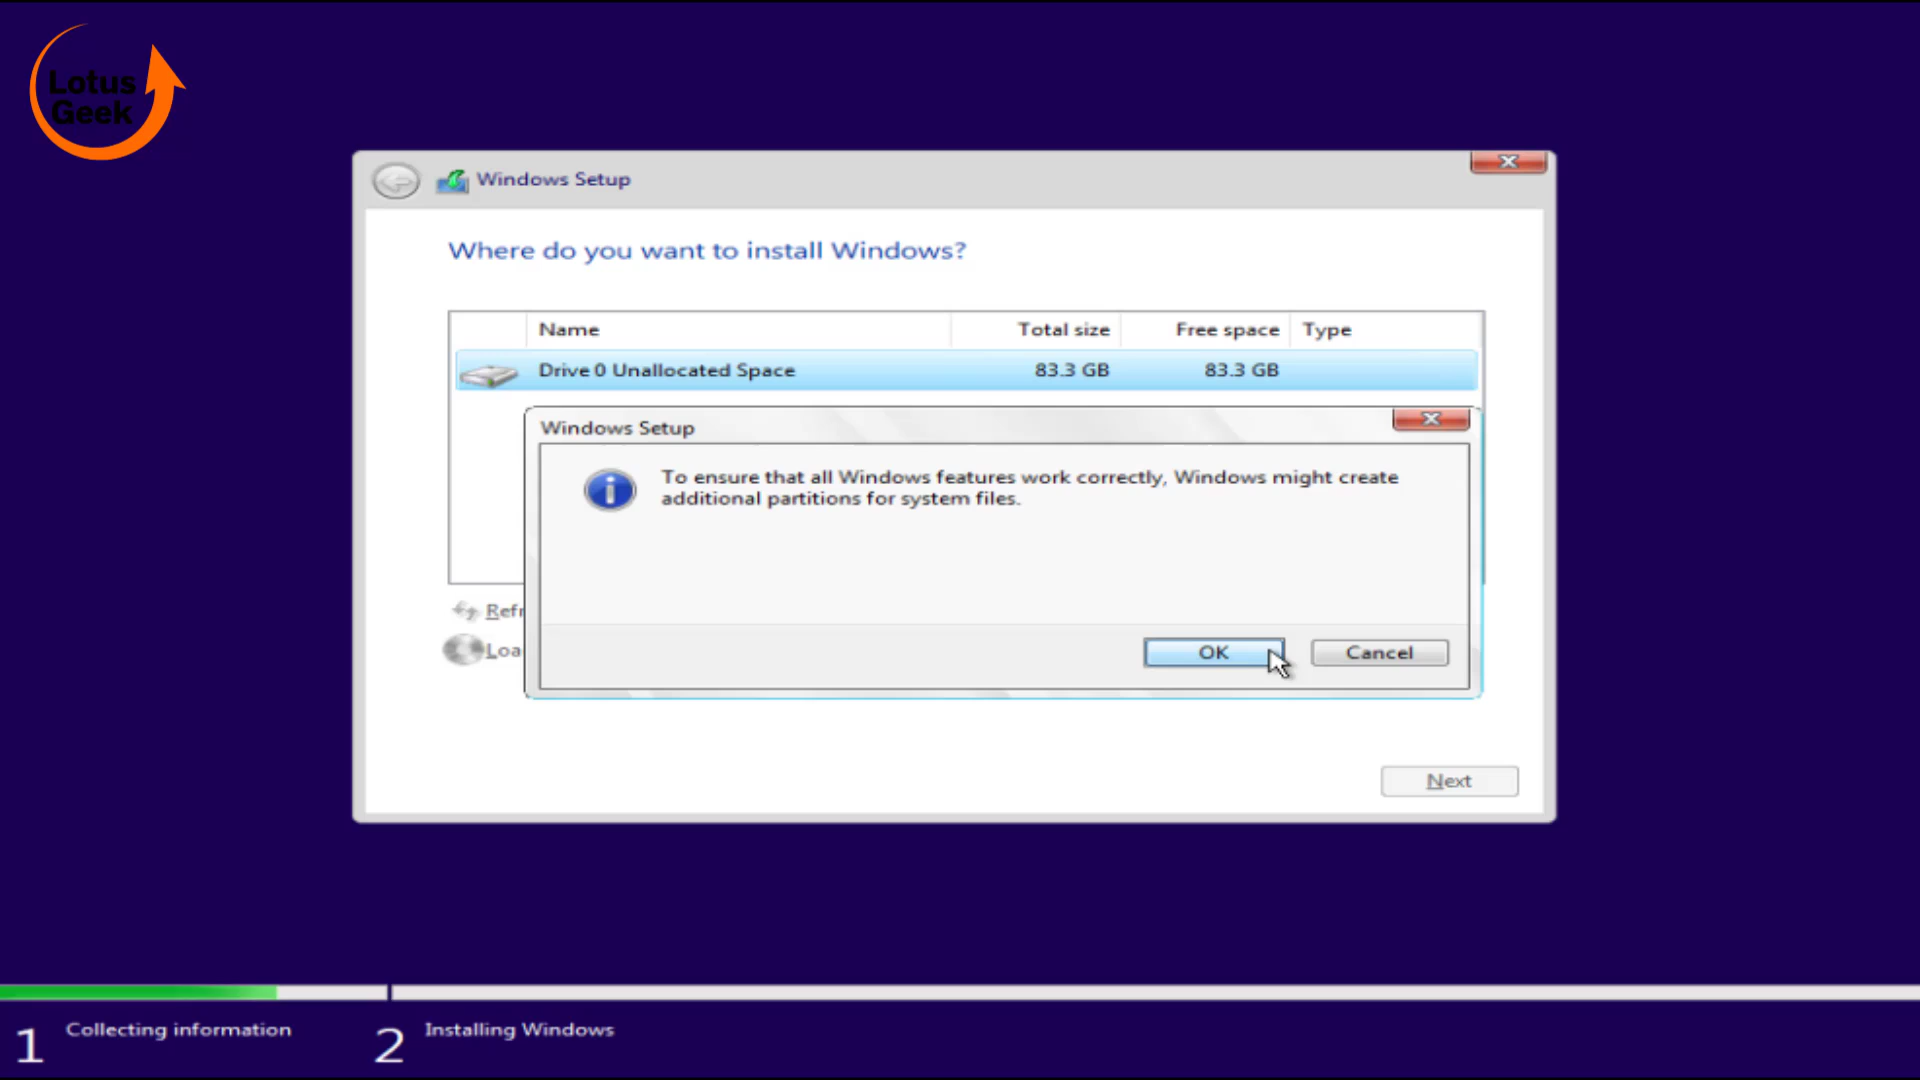 Lotus
Geek
Windows Setup
Where do you want to install Windows?
Name Total size Free space Type
Drive 0 Unallocated Space 83.3 GB 83.3 GB
Windows Setup
To ensure that all Windows features work correctly, Windows might create
additional partitions for system files.
Refr
Loa
OK Cancel
Next
1 Collecting information 2 Installing Windows